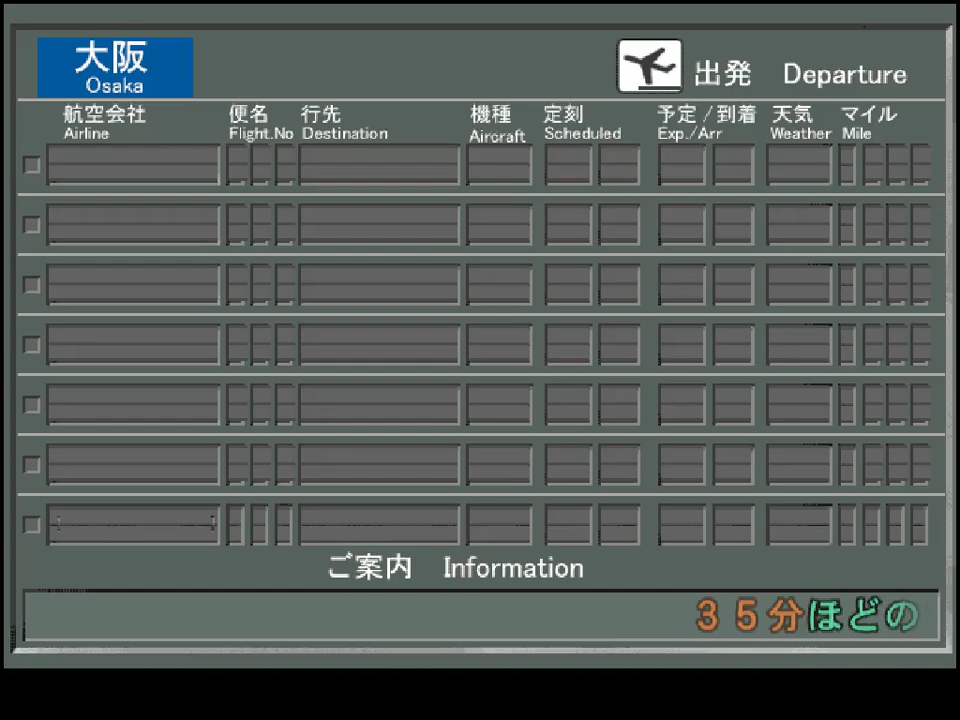 大阪
Osaka
出発 Departure
航空会社 便名 行先 機種 定刻 予定/到着 天気 マイル
Airline Flight.No Destination Aircraft Scheduled Exp./Arr Weather Mile
ご案内 Information
３５分ほどの